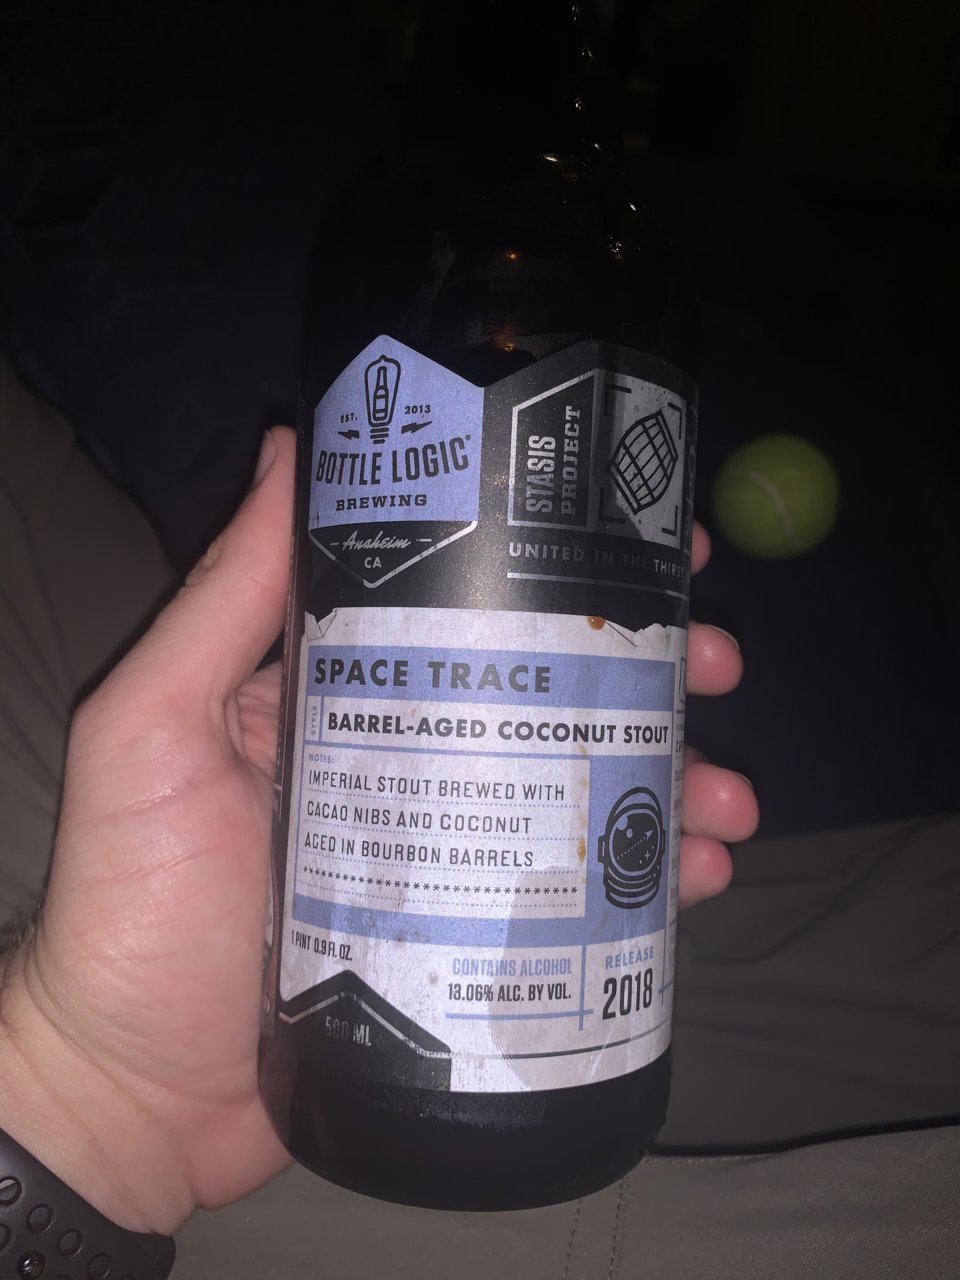 EST. 2013
BOTTLE LOGIC
BREWING
Anaheim
CA
STASIS
PROJECT
UNITED IN THE THIRST
SPACE TRACE
STYLE
BARREL-AGED COCONUT STOUT
NOTES:
IMPERIAL STOUT BREWED WITH
CACAO NIBS AND COCONUT
AGED IN BOURBON BARRELS
******************************
1 PINT 0.9 FL. OZ.
CONTAINS ALCOHOL
13.06% ALC. BY VOL.
RELEASE
2018
500 ML